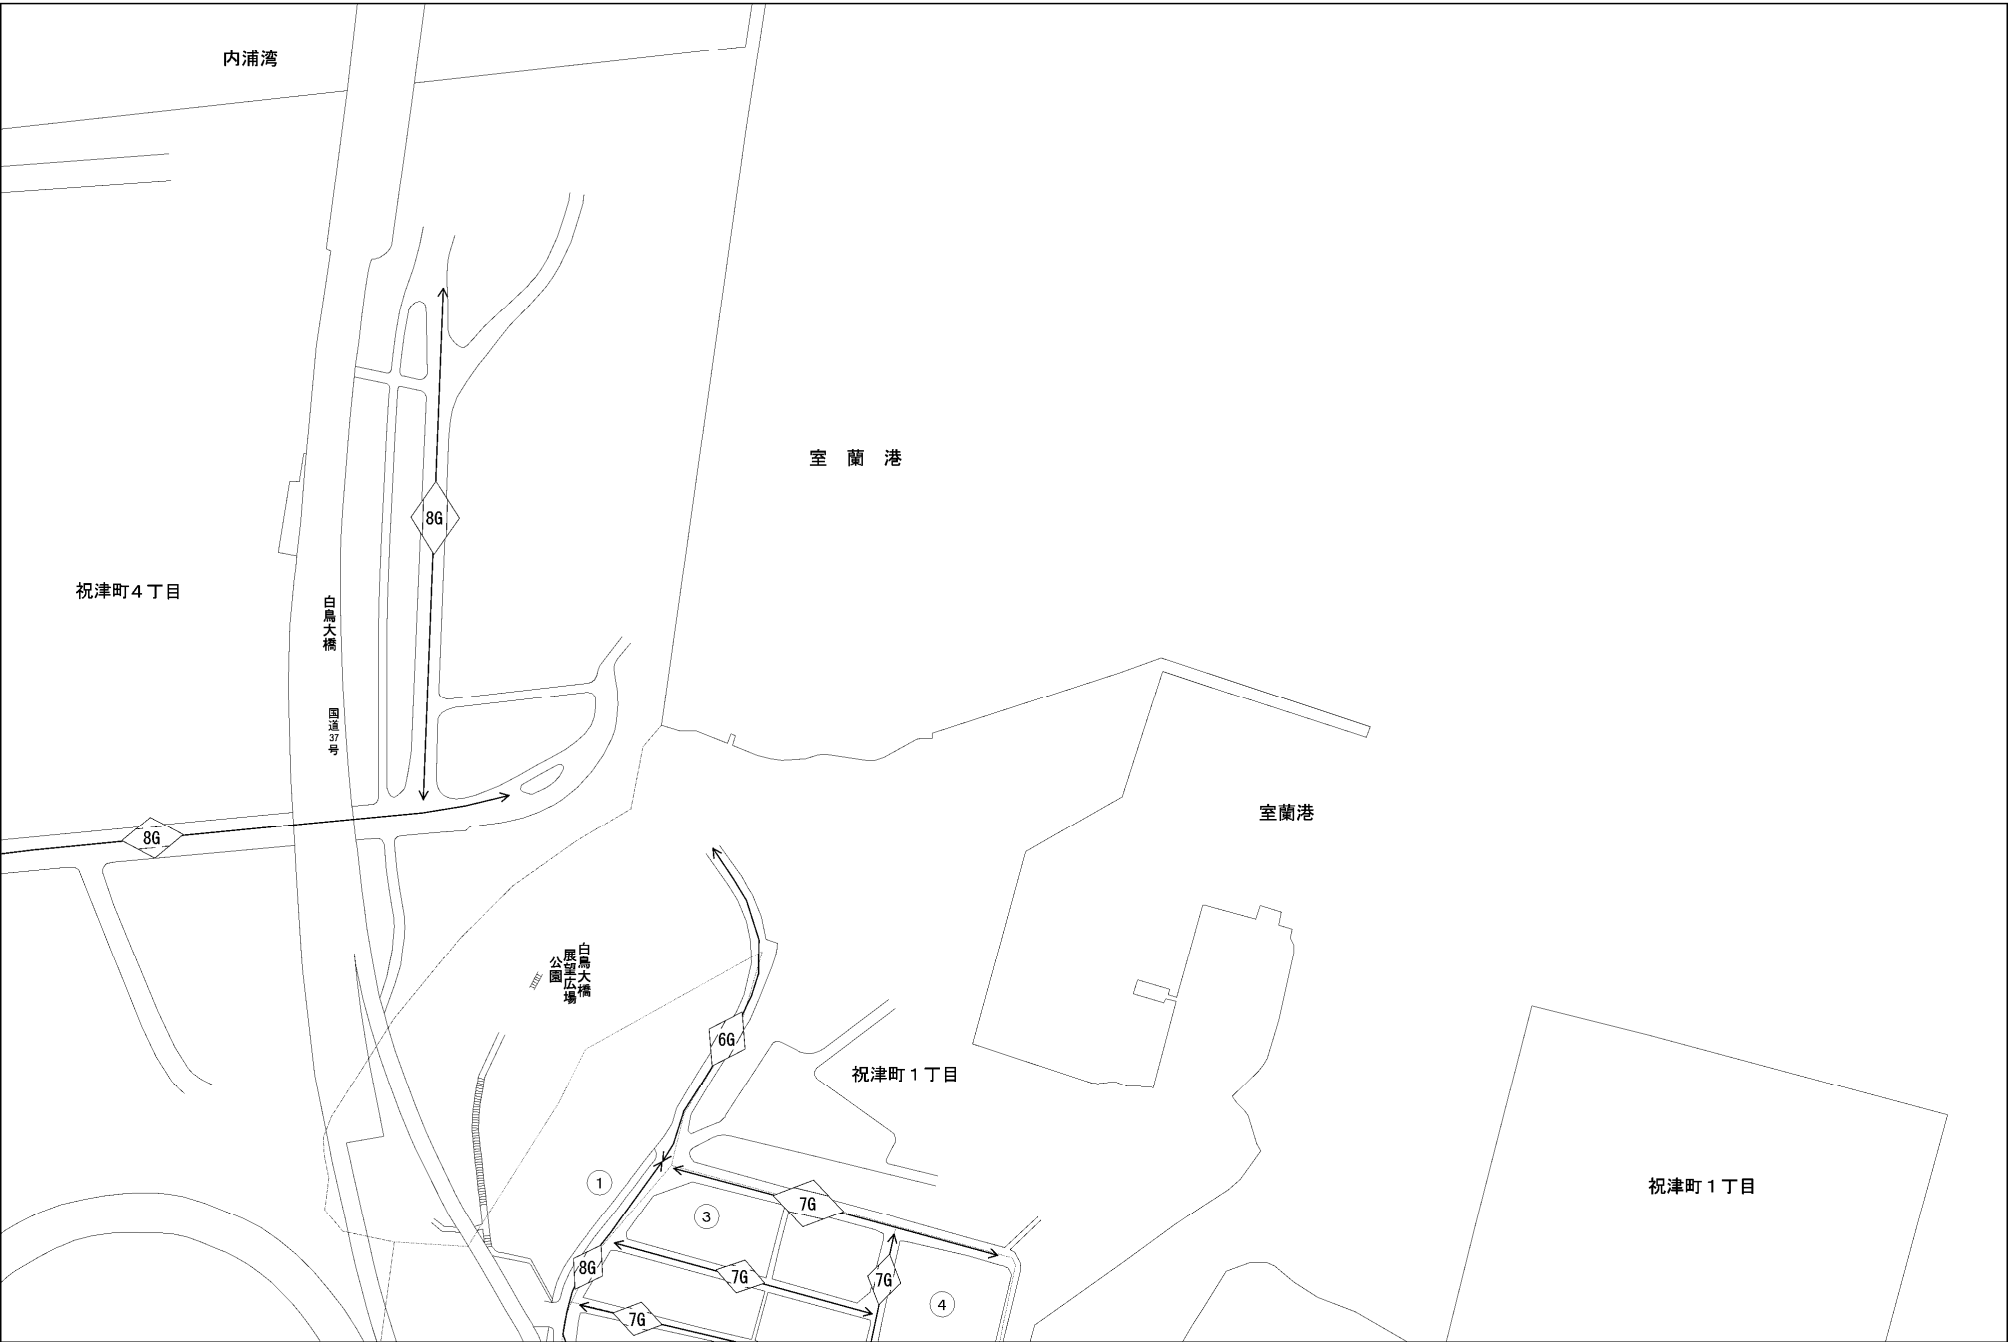 内浦湾
室 蘭 港
8G
祝津町4丁目
白鳥大橋
国道37号
室蘭港
8G
白鳥大橋
展望広場
公園
6G
祝津町1丁目
祝津町1丁目
1
7G
3
8G
7G
7G
4
7G